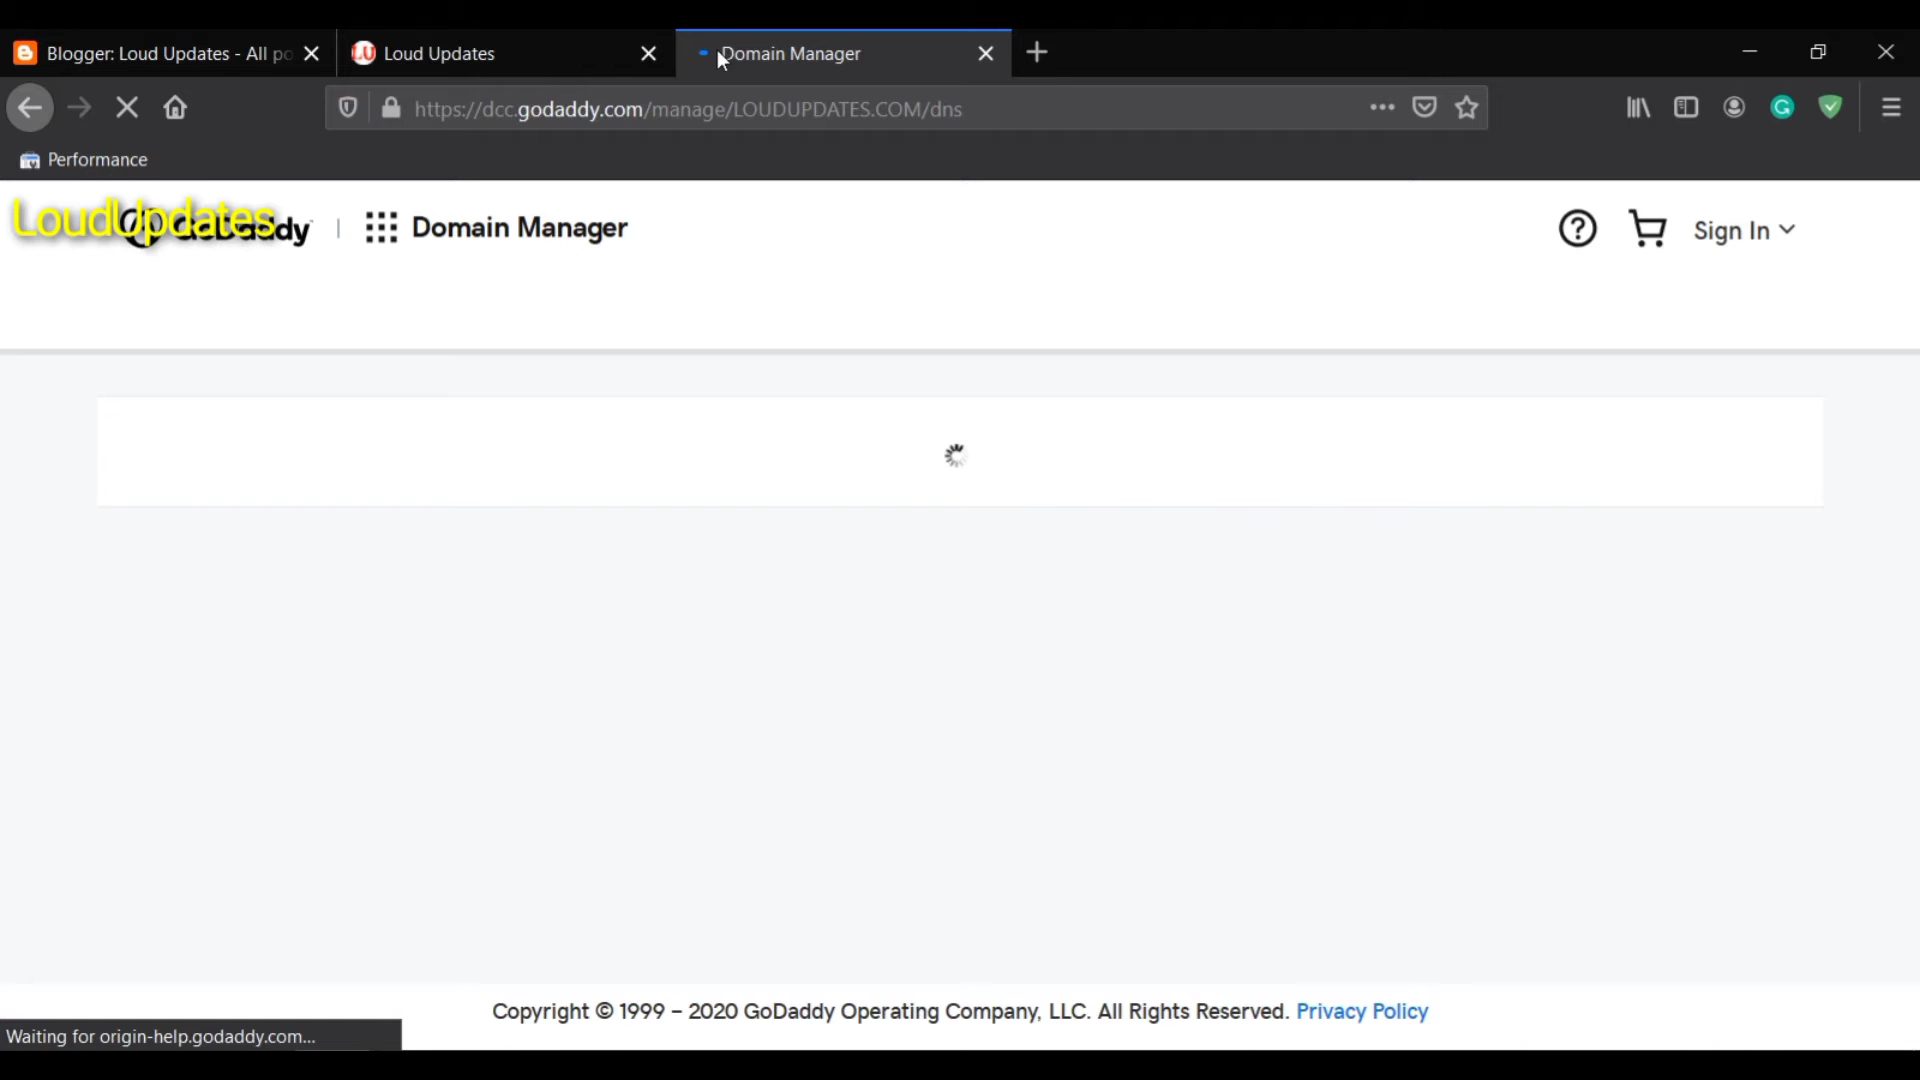 Blogger: Loud Updates - All po
Loud Updates
Domain Manager
https://dcc.godaddy.com/manage/LOUDUPDATES.COM/dns
Performance
LoudUpdates
GoDaddy
Domain Manager
Sign In
Copyright © 1999 – 2020 GoDaddy Operating Company, LLC. All Rights Reserved. Privacy Policy
Waiting for origin-help.godaddy.com...